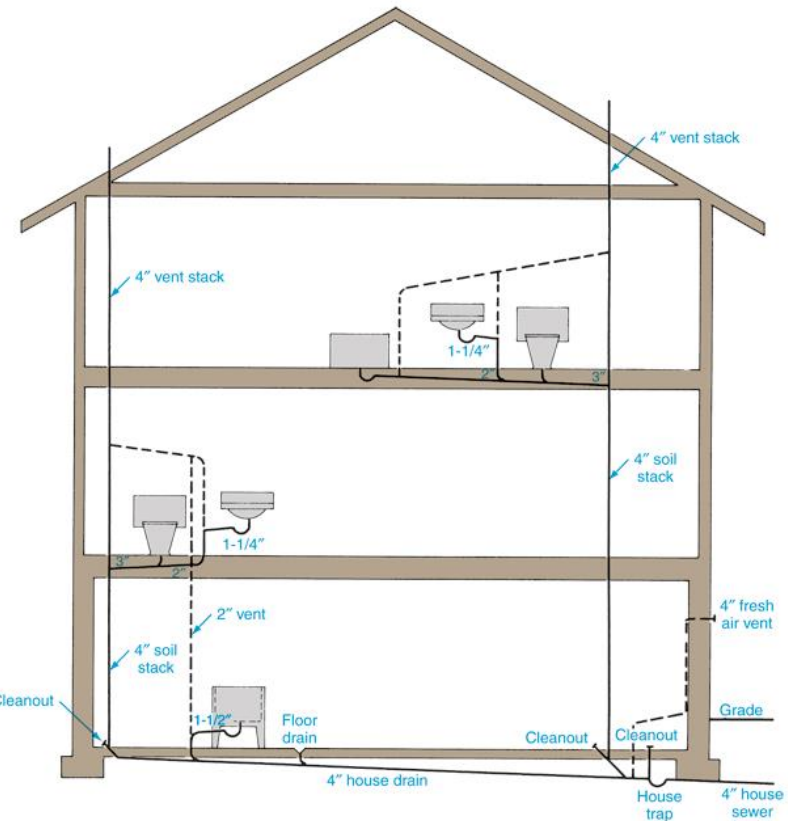 4″ vent stack
4″ vent stack
1-1/4″
2″
3″
4″ soil
stack
1-1/4″
3″
2″
2″ vent
4″ fresh
air vent
4″ soil
stack
Cleanout
1-1/2″
Floor
drain
Grade
Cleanout
Cleanout
4″ house drain
House
trap
4″ house
sewer